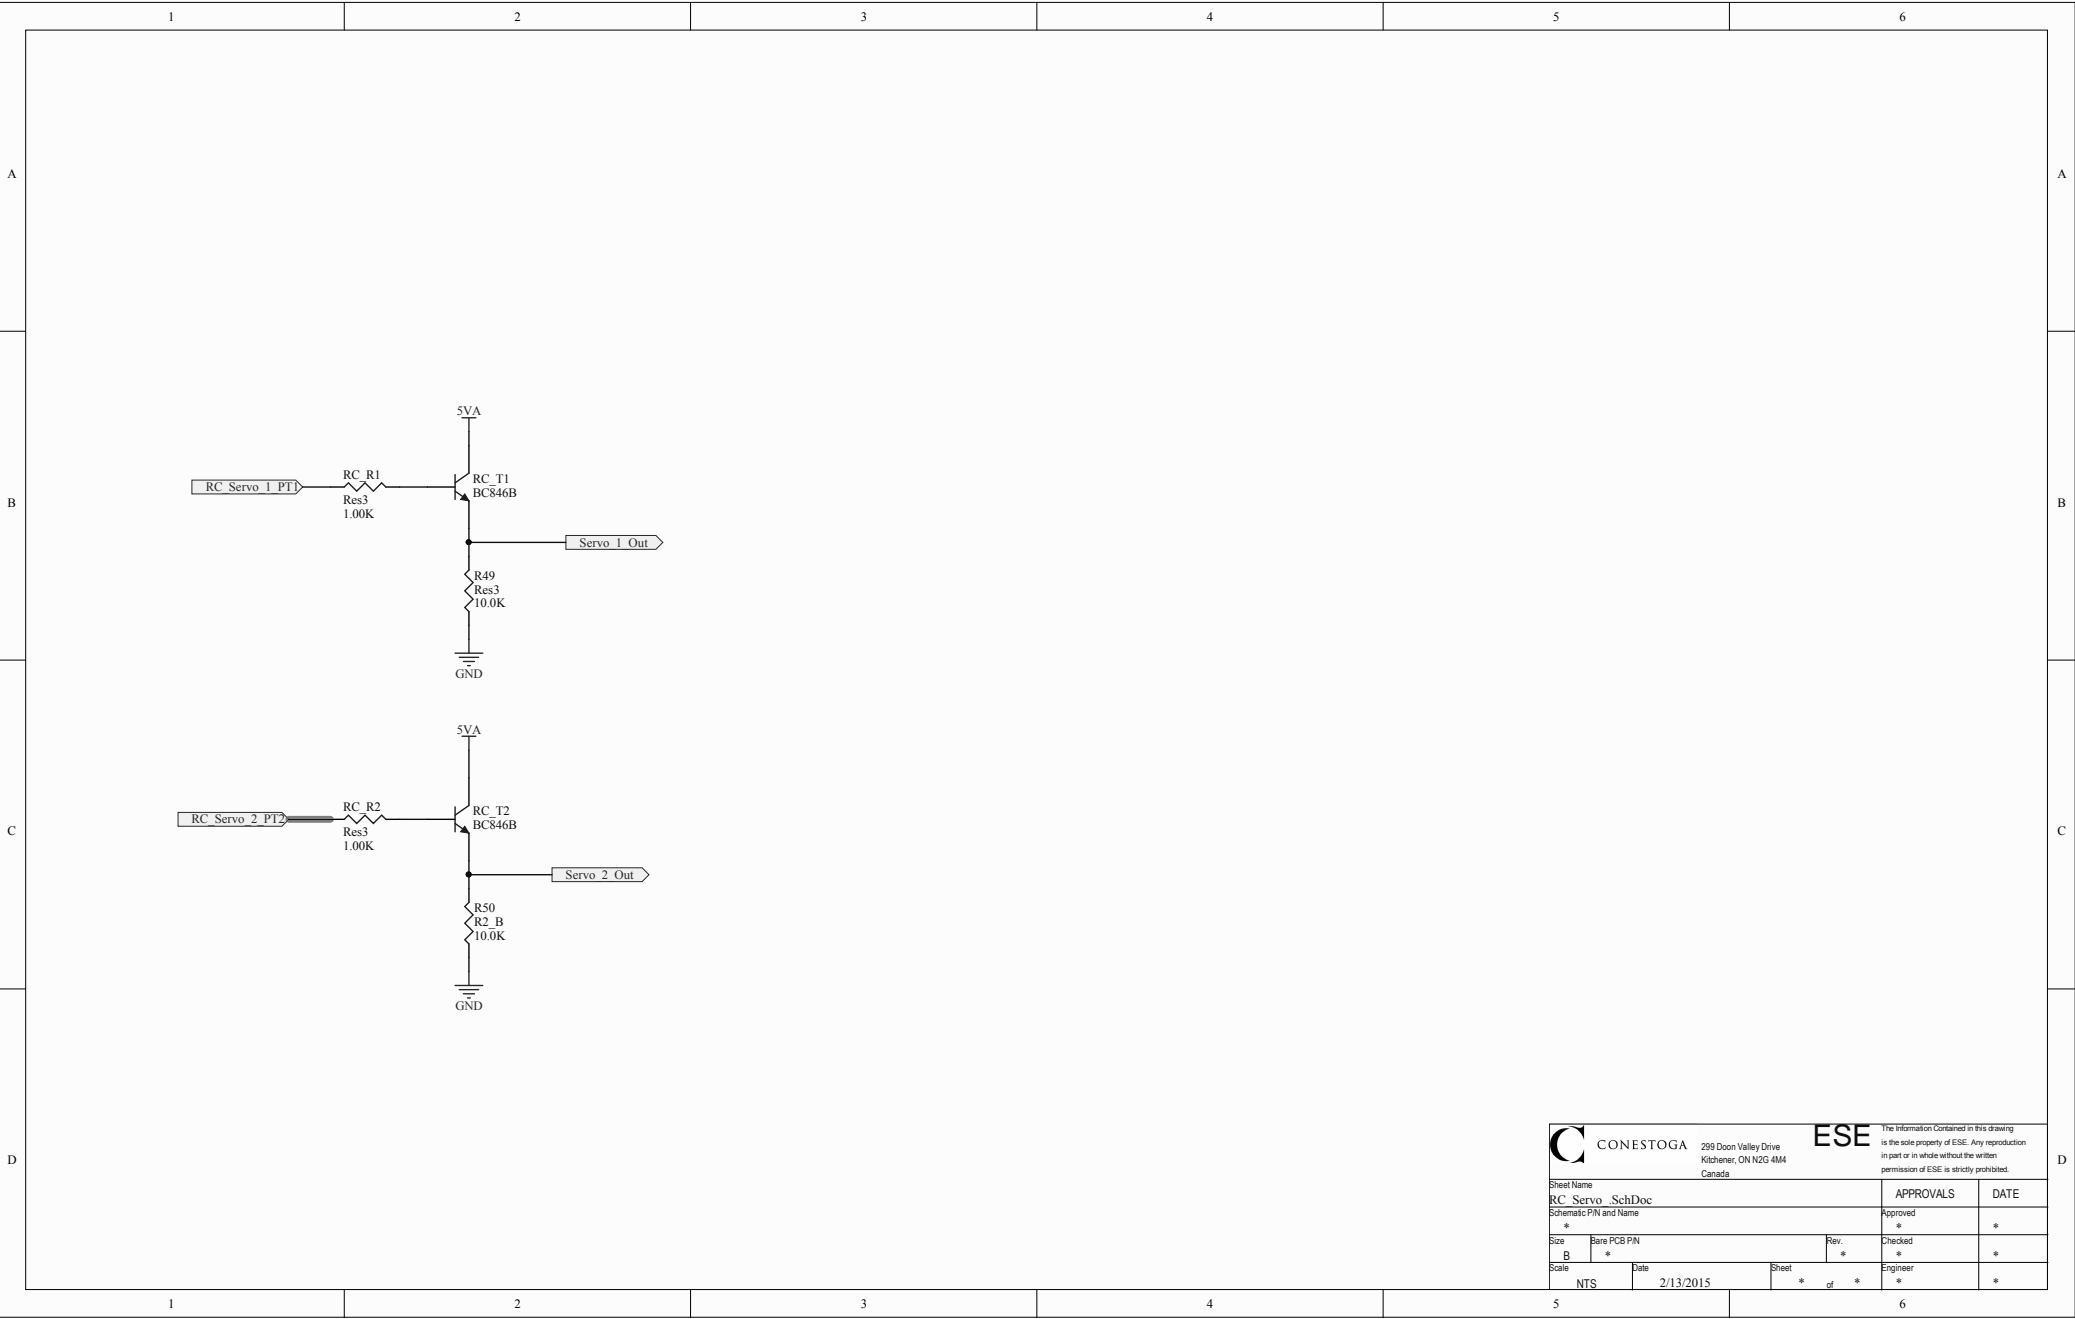 1 2 3 4 5 6
A A
5VA
RC_R1
RC_T1
RC_Servo_1_PT1
BC846B
Res3
1.00K
B B
Servo_1_Out
R49
Res3
10.0K
GND
5VA
RC_R2
RC_T2
RC_Servo_2_PT2
BC846B
Res3
1.00K
C C
Servo_2_Out
R50
R2_B
10.0K
GND
D D
CONESTOGA
299 Doon Valley Drive
Kitchener, ON N2G 4M4
Canada
ESE
The Information Contained in this drawing
is the sole property of ESE. Any reproduction
in part or in whole without the written
permission of ESE is strictly prohibited.
Sheet Name
RC_Servo_.SchDoc
APPROVALS DATE
Schematic P/N and Name
*
Approved
* *
Size Bare PCB P/N Rev.
B * *
Checked
* *
Scale Date Sheet
NTS 2/13/2015 * of *
Engineer
* *
1 2 3 4 5 6